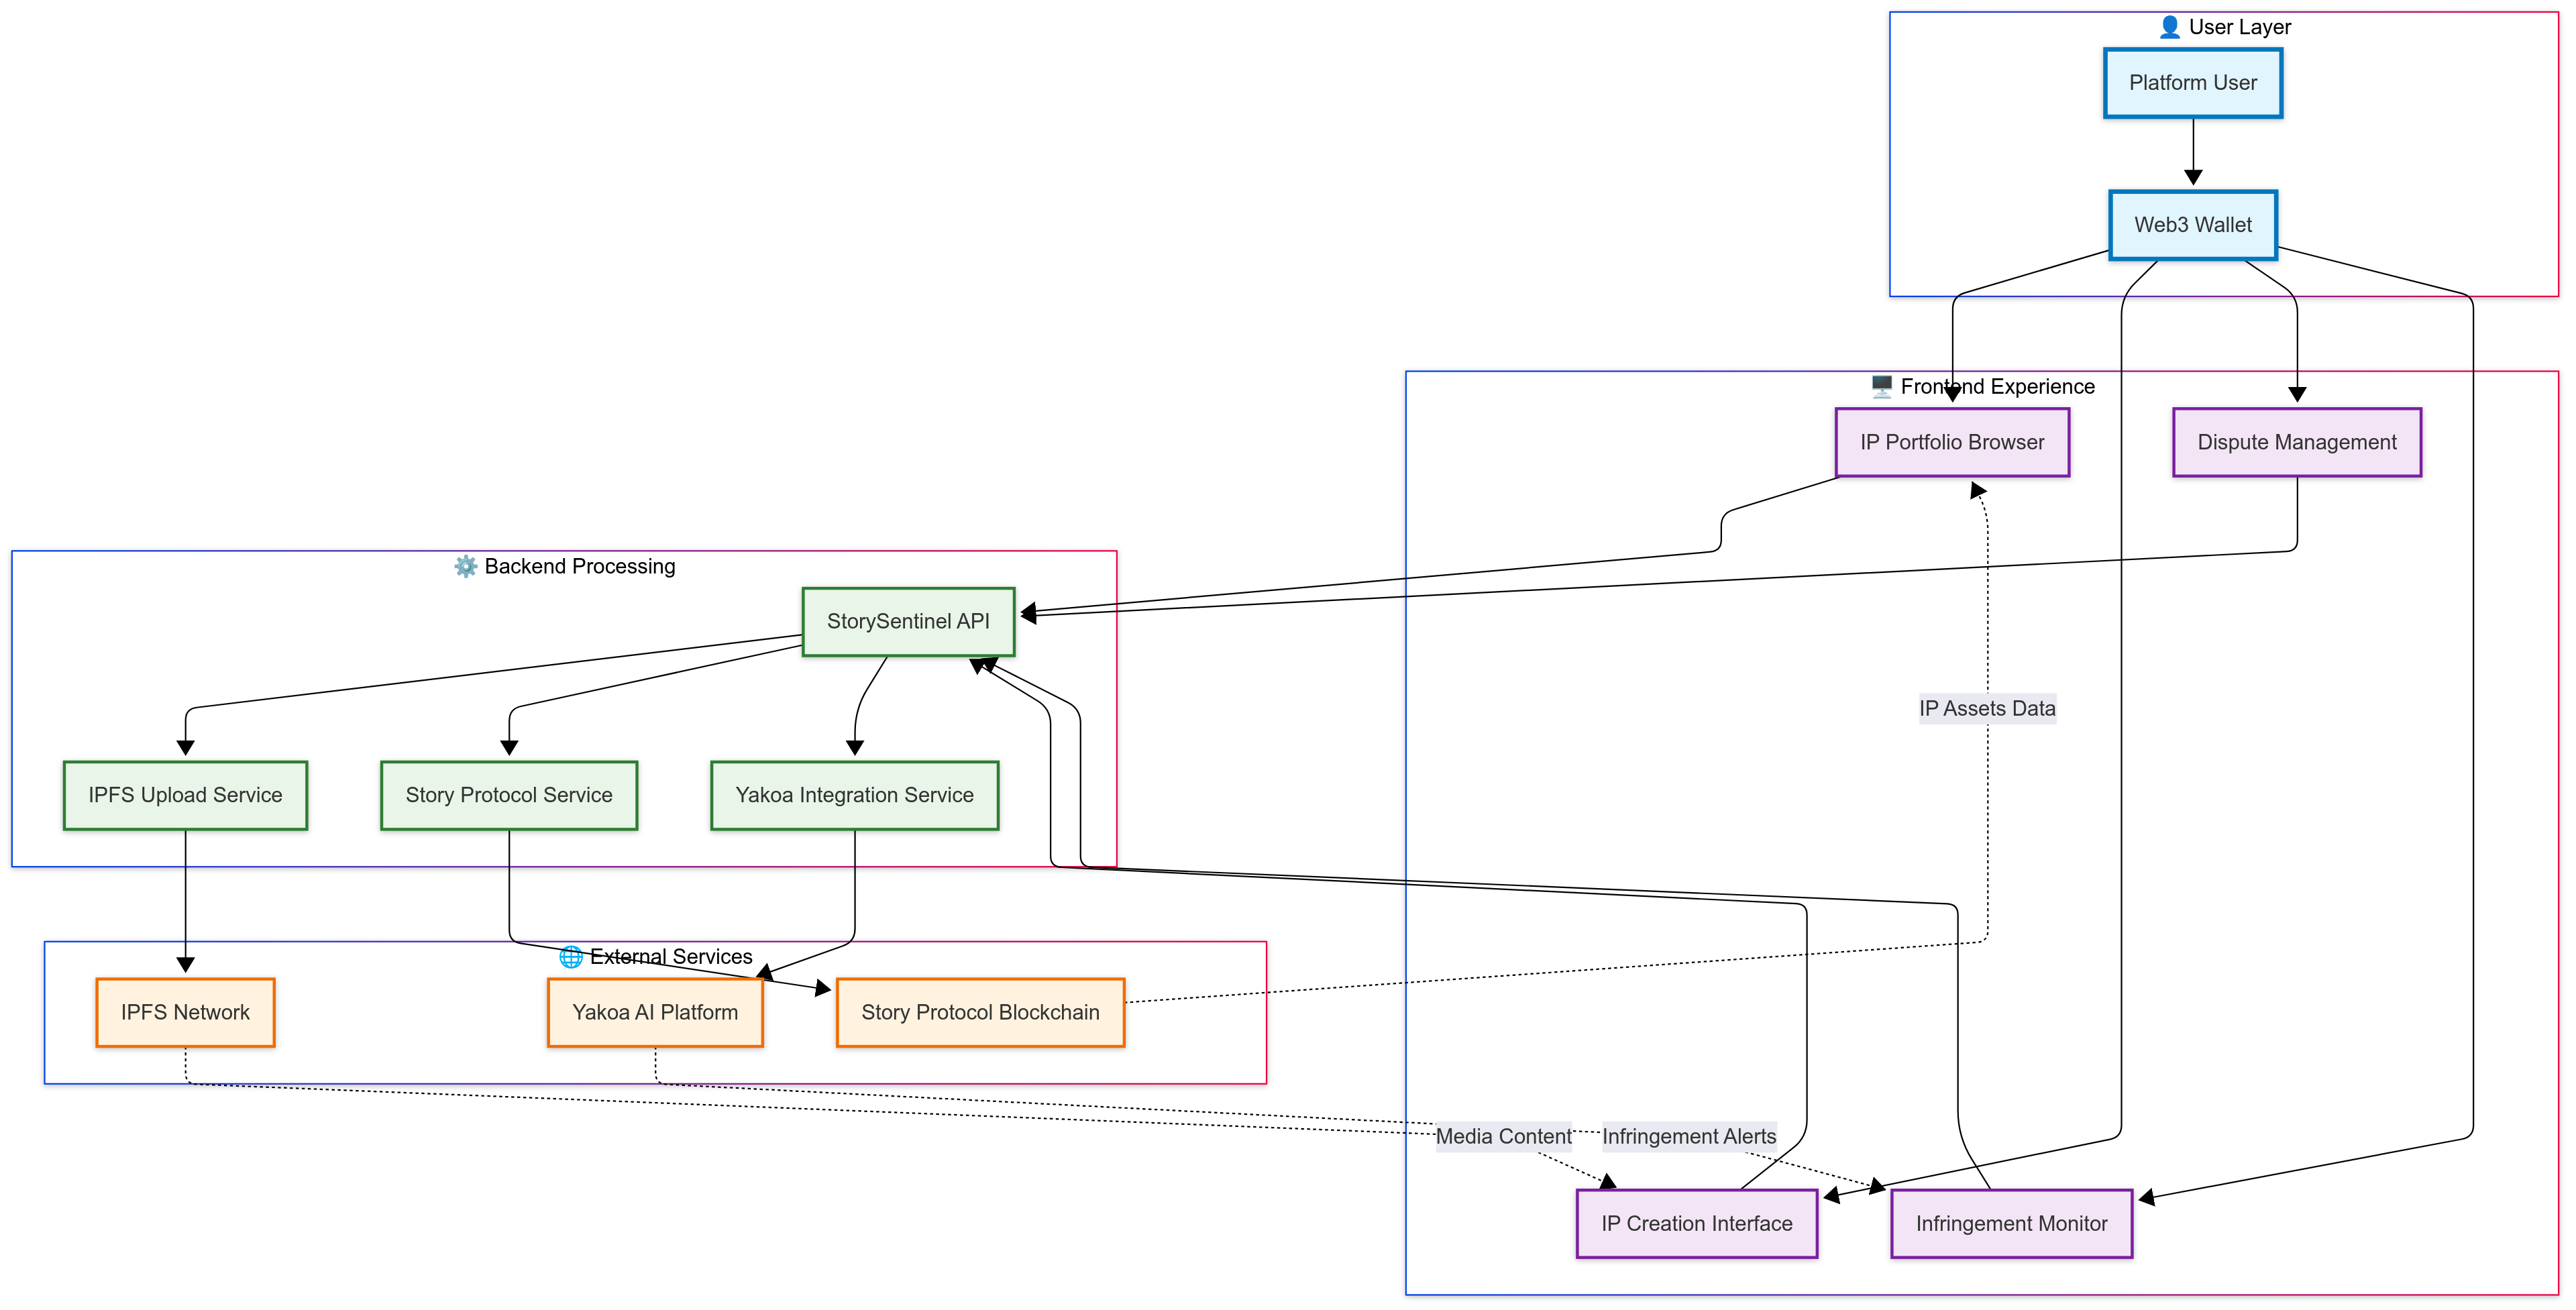 👤 User Layer
Platform User
Web3 Wallet
🖥️ Frontend Experience
IP Portfolio Browser
Dispute Management
⚙️ Backend Processing
StorySentinel API
IP Assets Data
IPFS Upload Service
Story Protocol Service
Yakoa Integration Service
🌐 External Services
IPFS Network
Yakoa AI Platform
Story Protocol Blockchain
Media Content
Infringement Alerts
IP Creation Interface
Infringement Monitor